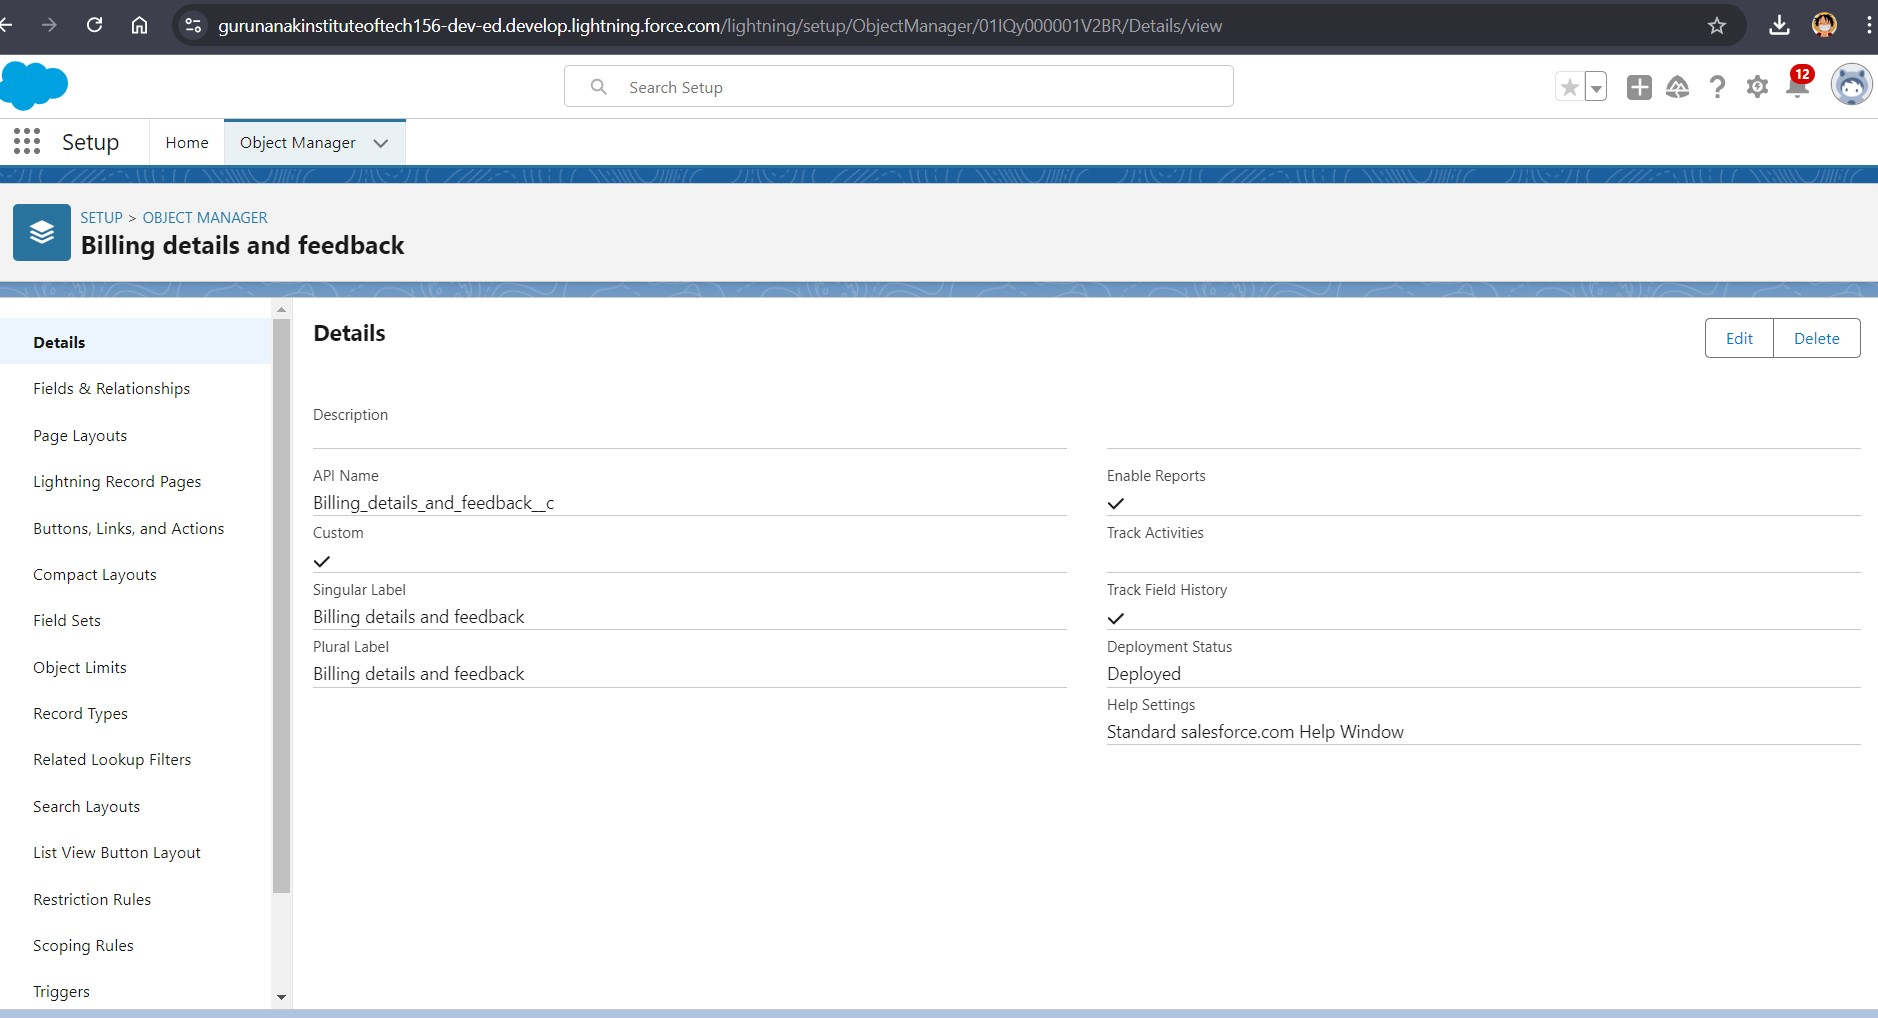 gurunanakinstituteoftech156-dev-ed.develop.lightning.force.com/lightning/setup/ObjectManager/01IQy000001V2BR/Details/view
Search Setup
12
Setup
Home
Object Manager
SETUP > OBJECT MANAGER
Billing details and feedback
Details
Fields & Relationships
Page Layouts
Lightning Record Pages
Buttons, Links, and Actions
Compact Layouts
Field Sets
Object Limits
Record Types
Related Lookup Filters
Search Layouts
List View Button Layout
Restriction Rules
Scoping Rules
Triggers
Details
Edit
Delete
Description
API Name
Billing_details_and_feedback__c
Custom
Singular Label
Billing details and feedback
Plural Label
Billing details and feedback
Enable Reports
Track Activities
Track Field History
Deployment Status
Deployed
Help Settings
Standard salesforce.com Help Window